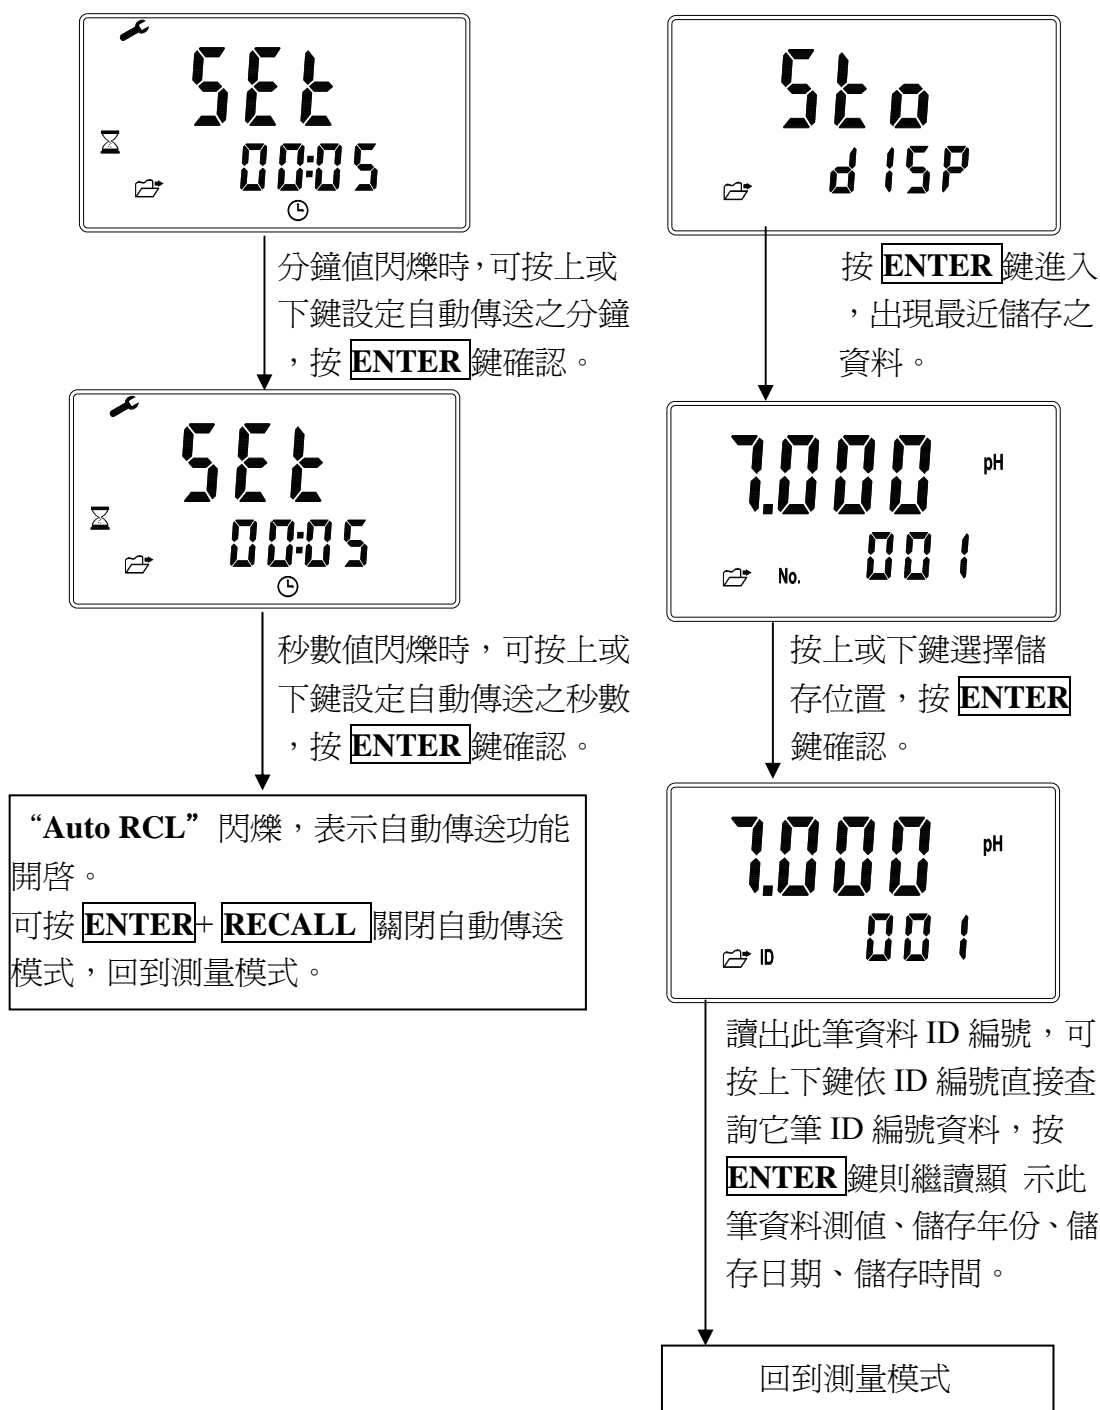 SEt
00:05
分鐘值閃爍時，可按上或
下鍵設定自動傳送之分鐘
，按 ENTER 鍵確認。
SEt
00:05
秒數值閃爍時，可按上或
下鍵設定自動傳送之秒數
，按 ENTER 鍵確認。
“Auto RCL”閃爍，表示自動傳送功能
開啓。
可按 ENTER+ RECALL 關閉自動傳送
模式，回到測量模式。
Sto
dISP
按 ENTER 鍵進入
，出現最近儲存之
資料。
7.000 pH
No. 001
按上或下鍵選擇儲
存位置，按 ENTER
鍵確認。
7.000 pH
ID 001
讀出此筆資料 ID 編號，可
按上下鍵依 ID 編號直接查
詢它筆 ID 編號資料，按
ENTER 鍵則繼讀顯 示此
筆資料測值、儲存年份、儲
存日期、儲存時間。
回到測量模式